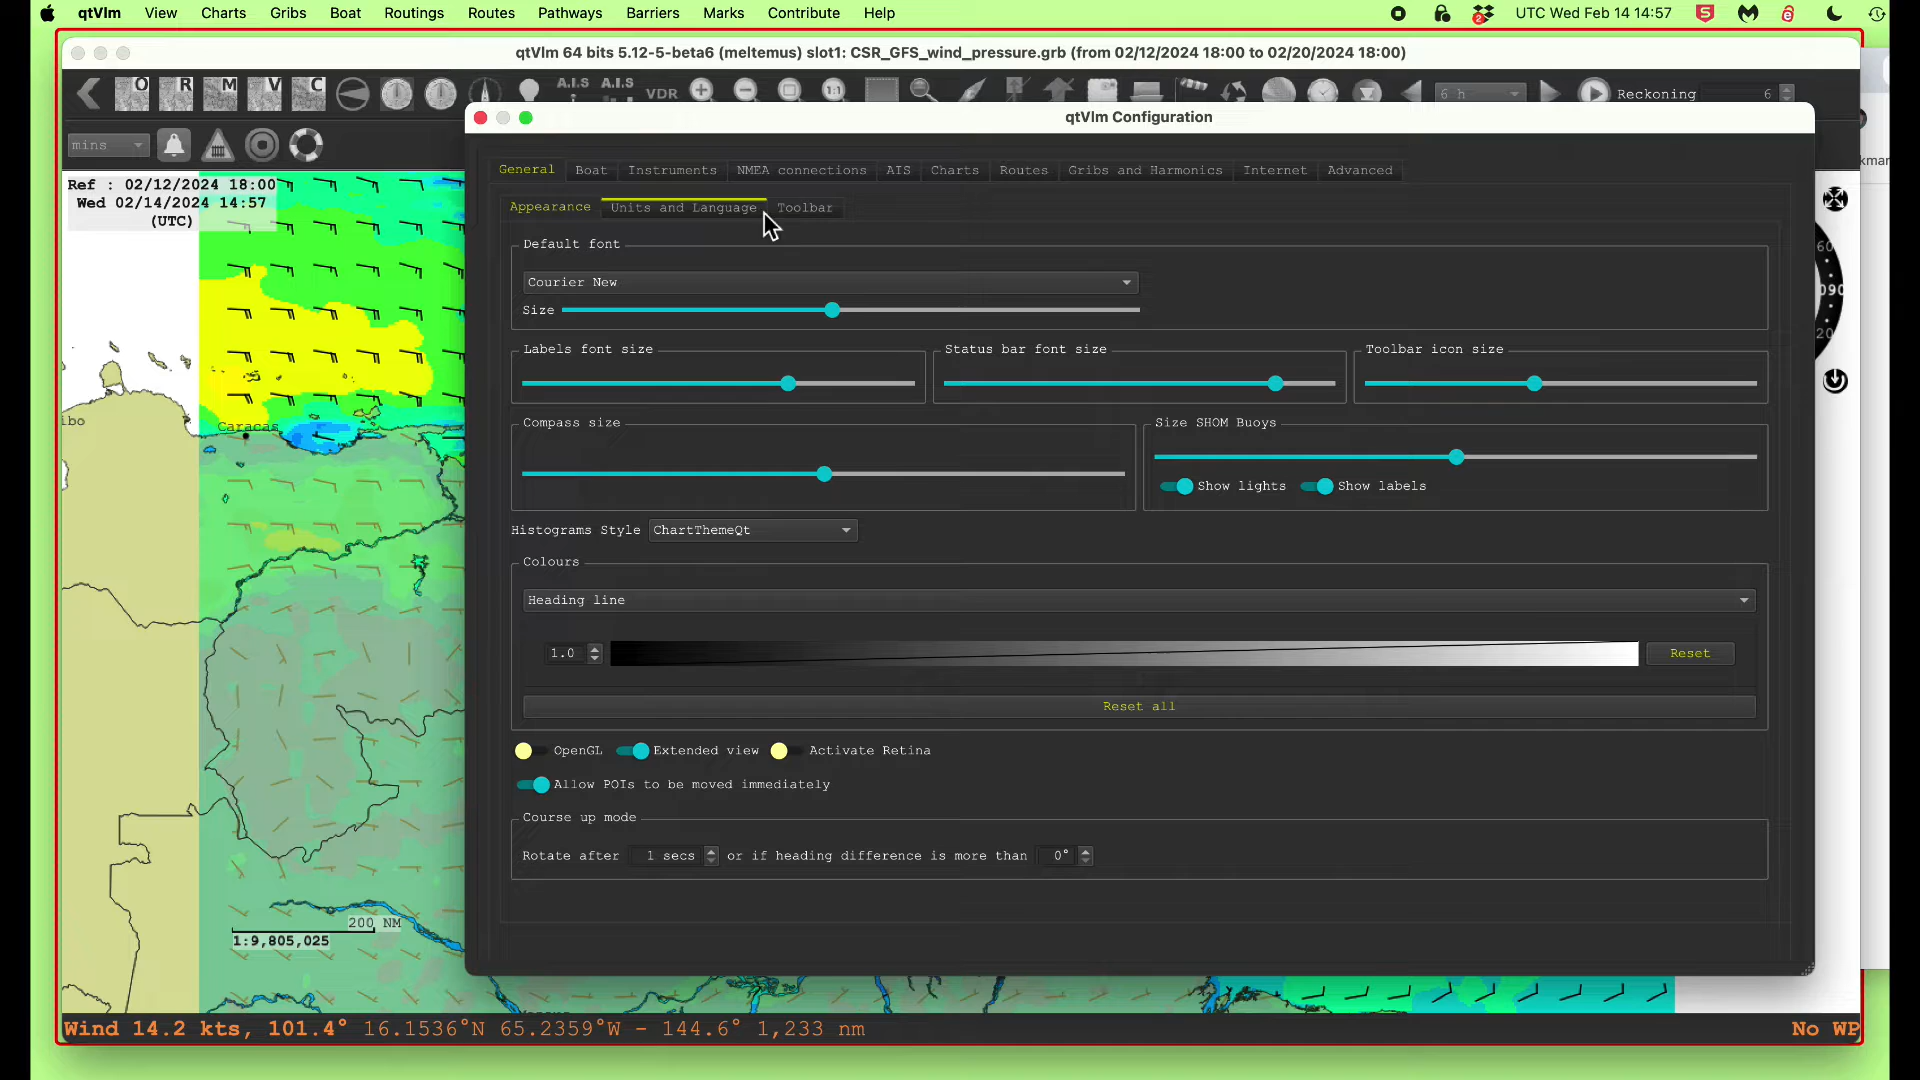 qtVlm View Charts Gribs Boat Routings Routes Pathways Barriers Marks Contribute Help
2
UTC Wed Feb 14 14:57
S
qtVlm 64 bits 5.12-5-beta6 (meltemus) slot1: CSR_GFS_wind_pressure.grb (from 02/12/2024 18:00 to 02/20/2024 18:00)
O R M V C A.I.S A.I.S VDR 1:1 6 h Reckoning 6
qtVlm Configuration
mins
General Boat Instruments NMEA connections AIS Charts Routes Gribs and Harmonics Internet Advanced
Ref : 02/12/2024 18:00
Wed 02/14/2024 14:57
(UTC)
Appearance Units and Language Toolbar
Default font
Courier New
Size
Labels font size Status bar font size Toolbar icon size
Compass size Size SHOM Buoys
Caracas
Show lights Show labels
Histograms Style ChartThemeQt
Colours
Heading line
1.0 Reset
Reset all
OpenGL Extended view Activate Retina
Allow POIs to be moved immediately
Course up mode
Rotate after 1 secs or if heading difference is more than 0°
200 NM
1:9,805,025
Wind 14.2 kts, 101.4° 16.1536°N 65.2359°W - 144.6° 1,233 nm
No WP